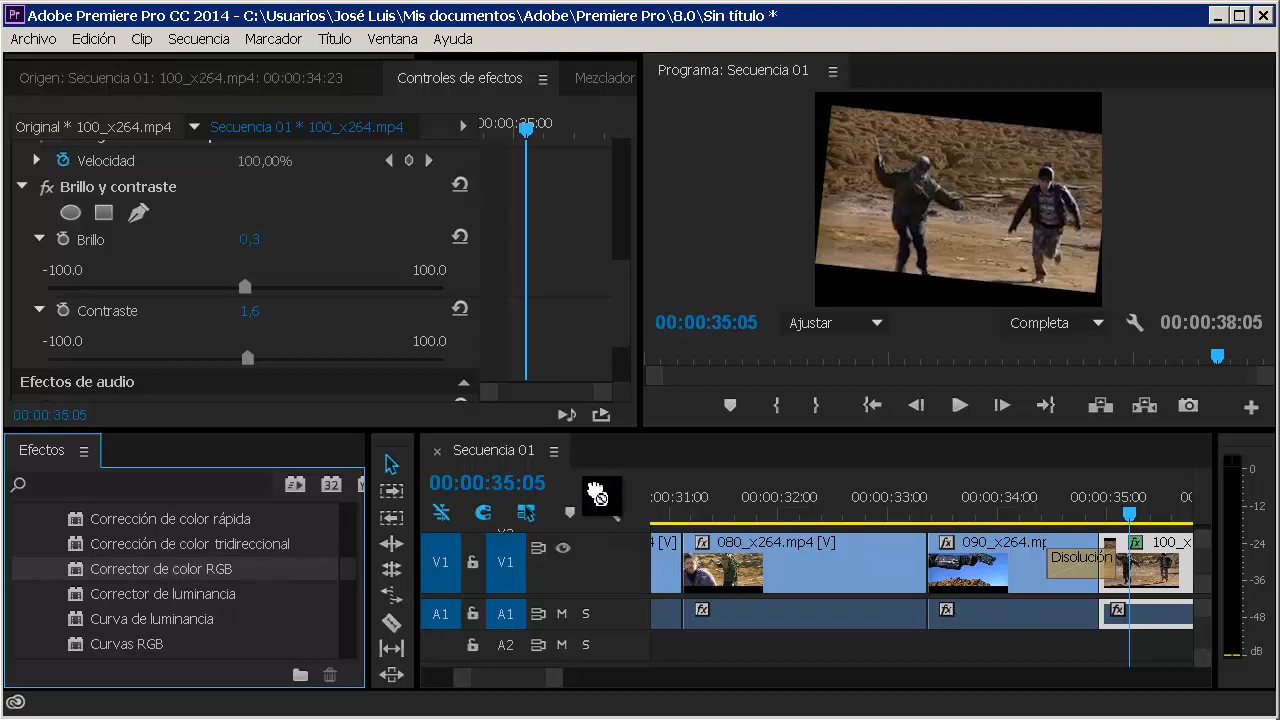 Adobe Premiere Pro CC 2014 - C:\Usuarios\José Luis\Mis documentos\Adobe\Premiere Pro\8.0\Sin título *
Archivo Edición Clip Secuencia Marcador Título Ventana Ayuda
Origen: Secuencia 01: 100_x264.mp4: 00:00:34:23
Controles de efectos
Mezclador
Original * 100_x264.mp4
Secuencia 01 * 100_x264.mp4
00:00:35:00
Velocidad 100,00%
fx Brillo y contraste
Brillo 0,3
-100.0 100.0
Contraste 1,6
-100.0 100.0
Efectos de audio
00:00:35:05
Programa: Secuencia 01
00:00:35:05 Ajustar Completa 00:00:38:05
Efectos
32
Corrección de color rápida
Corrección de color tridireccional
Corrector de color RGB
Corrector de luminancia
Curva de luminancia
Curvas RGB
Secuencia 01
00:00:35:05
:00:31:00 00:00:32:00 00:00:33:00 00:00:34:00 00:00:35:00 00
V1 V1 4 [V] 080_x264.mp4 [V] 090_x264.mp 100_x
Disolución
A1 A1 M S
A2 M S
0
-12
-24
-36
-48
dB